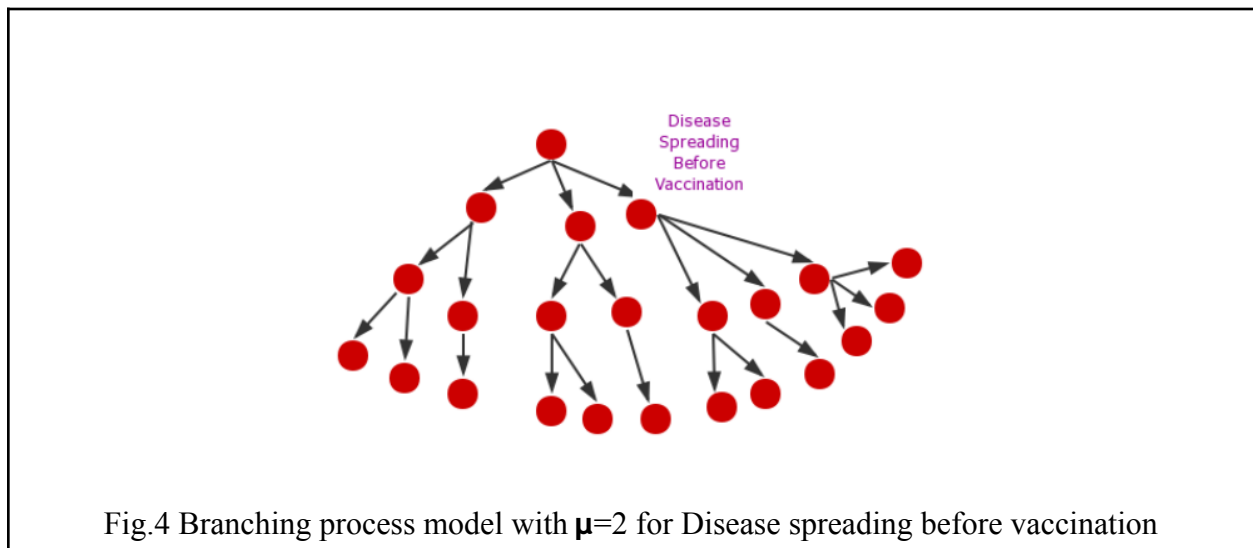 Disease
Spreading
Before
Vaccination
Fig.4 Branching process model with μ=2 for Disease spreading before vaccination